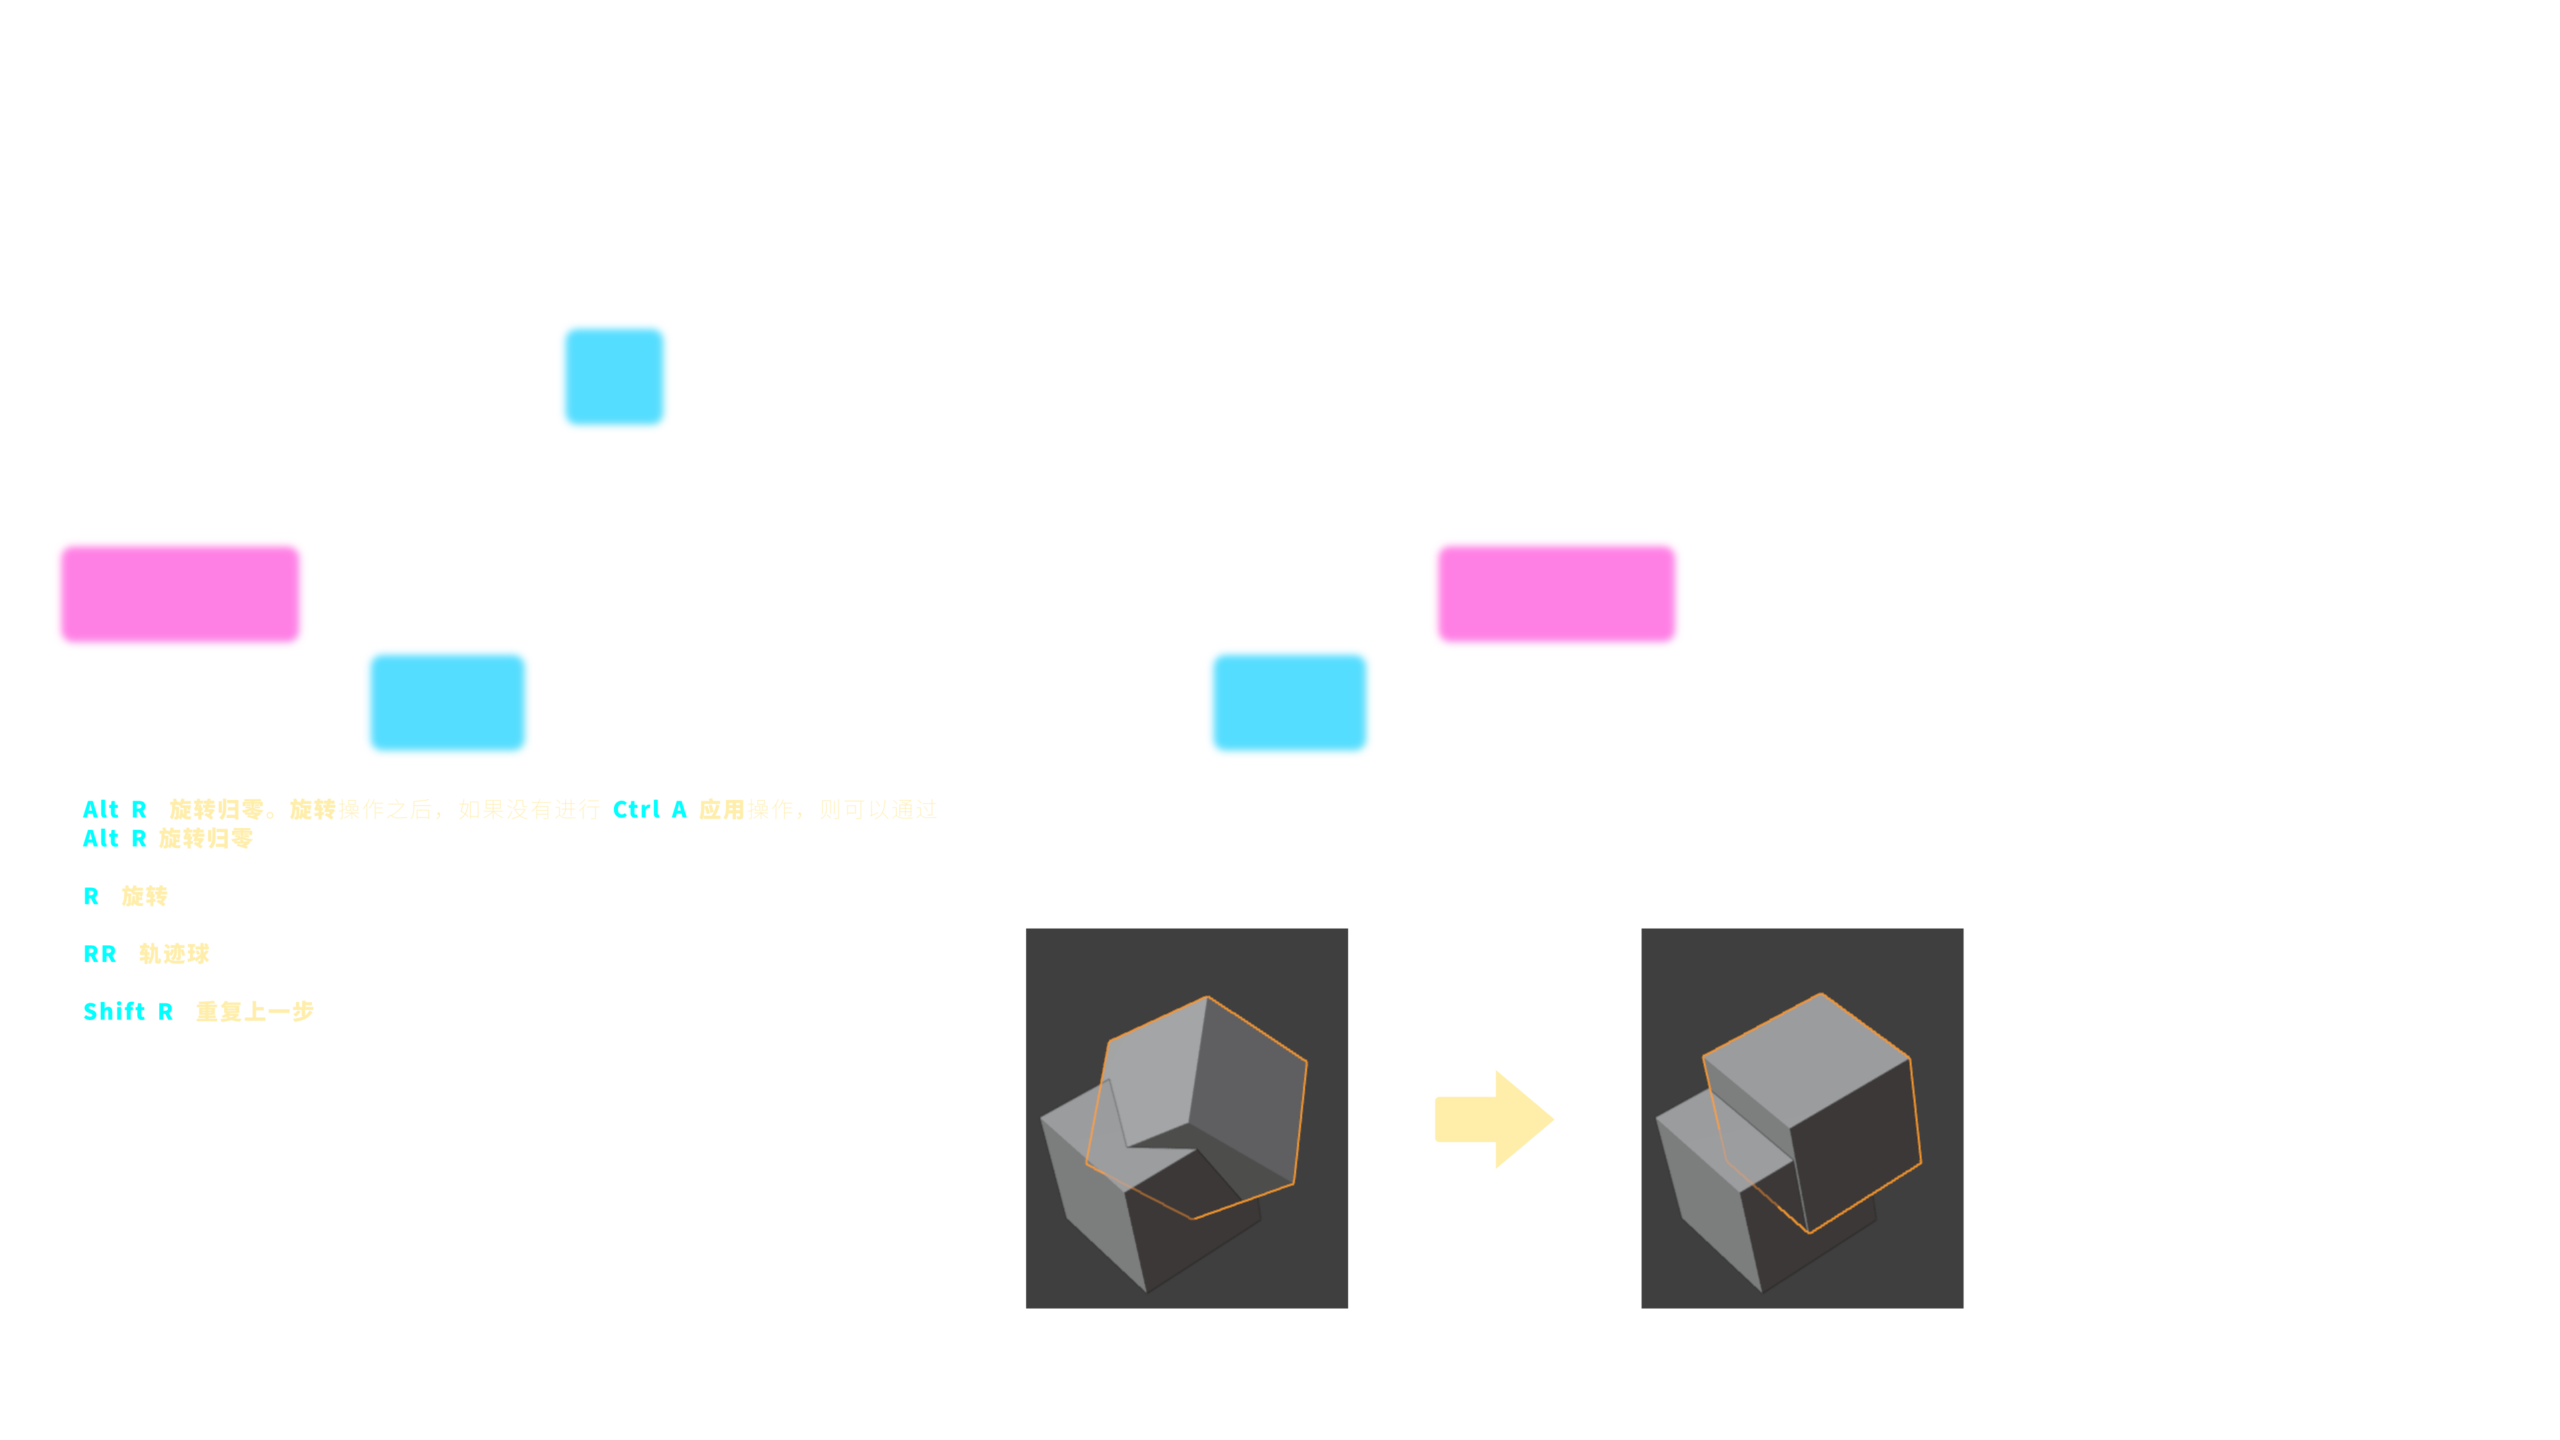 Alt R 旋转归零。旋转操作之后，如果没有进行 Ctrl A 应用操作，则可以通过
Alt R 旋转归零
R 旋转
RR 轨迹球
Shift R 重复上一步